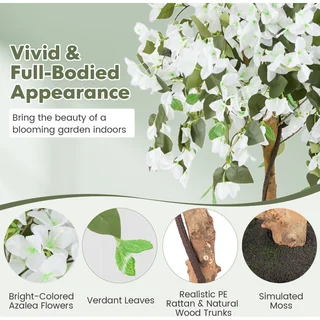 Vivid &
Full-Bodied
Appearance
Bring the beauty of a
blooming garden indoors
Bright-Colored
Azalea Flowers
Verdant Leaves
Realistic PE
Rattan & Natural
Wood Trunks
Simulated
Moss